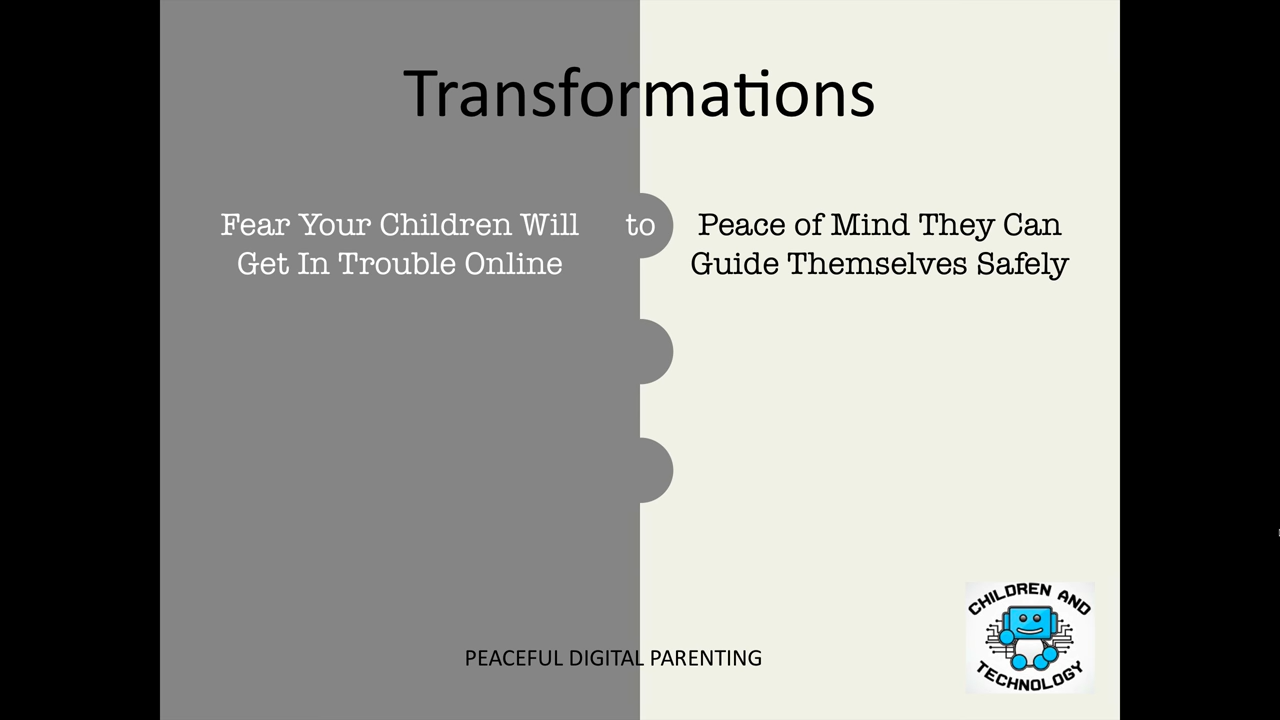 Transformations
Fear Your Children Will to Peace of Mind They Can
Get In Trouble Online Guide Themselves Safely
PEACEFUL DIGITAL PARENTING
CHILDREN AND
TECHNOLOGY